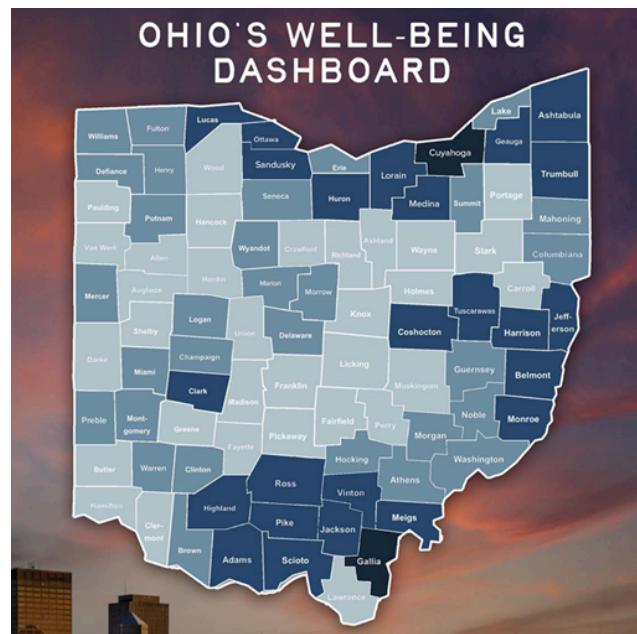 OHIO'S WELL-BEING
DASHBOARD
Williams
Fulton
Lucas
Ottawa
Lake
Ashtabula
Geauga
Cuyahoga
Defiance
Henry
Wood
Sandusky
Erie
Lorain
Trumbull
Huron
Medina
Summit
Portage
Paulding
Putnam
Hancock
Seneca
Mahoning
Van Wert
Allen
Wyandot
Crawford
Richland
Ashland
Wayne
Stark
Columbiana
Mercer
Auglaize
Hardin
Marion
Morrow
Holmes
Carroll
Tuscarawas
Jeff-
erson
Shelby
Logan
Union
Knox
Coshocton
Harrison
Darke
Miami
Champaign
Delaware
Licking
Guernsey
Belmont
Clark
Madison
Franklin
Muskingum
Noble
Monroe
Preble
Mont-
gomery
Greene
Fayette
Pickaway
Fairfield
Perry
Morgan
Washington
Butler
Warren
Clinton
Ross
Hocking
Athens
Hamilton
Cler-
mont
Highland
Vinton
Meigs
Brown
Adams
Pike
Jackson
Scioto
Gallia
Lawrence